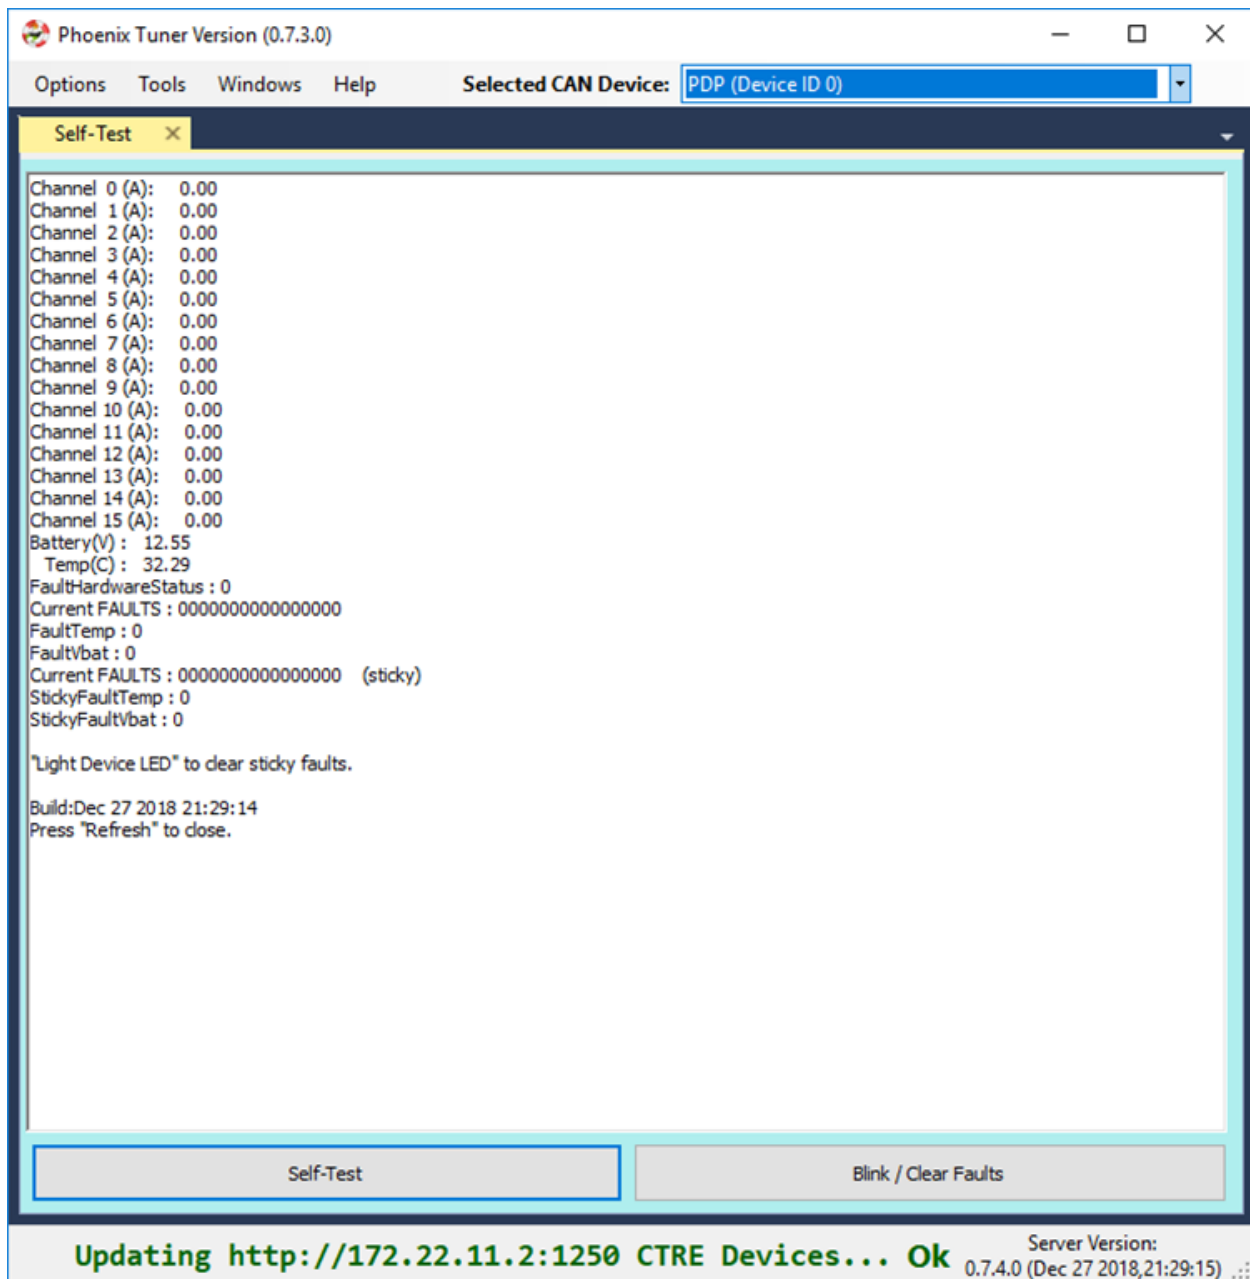 Phoenix Tuner Version (0.7.3.0)
Options Tools Windows Help Selected CAN Device: PDP (Device ID 0)
Self-Test
Channel 0 (A): 0.00
Channel 1 (A): 0.00
Channel 2 (A): 0.00
Channel 3 (A): 0.00
Channel 4 (A): 0.00
Channel 5 (A): 0.00
Channel 6 (A): 0.00
Channel 7 (A): 0.00
Channel 8 (A): 0.00
Channel 9 (A): 0.00
Channel 10 (A): 0.00
Channel 11 (A): 0.00
Channel 12 (A): 0.00
Channel 13 (A): 0.00
Channel 14 (A): 0.00
Channel 15 (A): 0.00
Battery(V) : 12.55
Temp(C) : 32.29
FaultHardwareStatus : 0
Current FAULTS : 0000000000000000
FaultTemp : 0
FaultVbat : 0
Current FAULTS : 0000000000000000 (sticky)
StickyFaultTemp : 0
StickyFaultVbat : 0
"Light Device LED" to clear sticky faults.
Build:Dec 27 2018 21:29:14
Press "Refresh" to close.
Self-Test
Blink / Clear Faults
Updating http://172.22.11.2:1250 CTRE Devices... Ok
Server Version:
0.7.4.0 (Dec 27 2018,21:29:15)